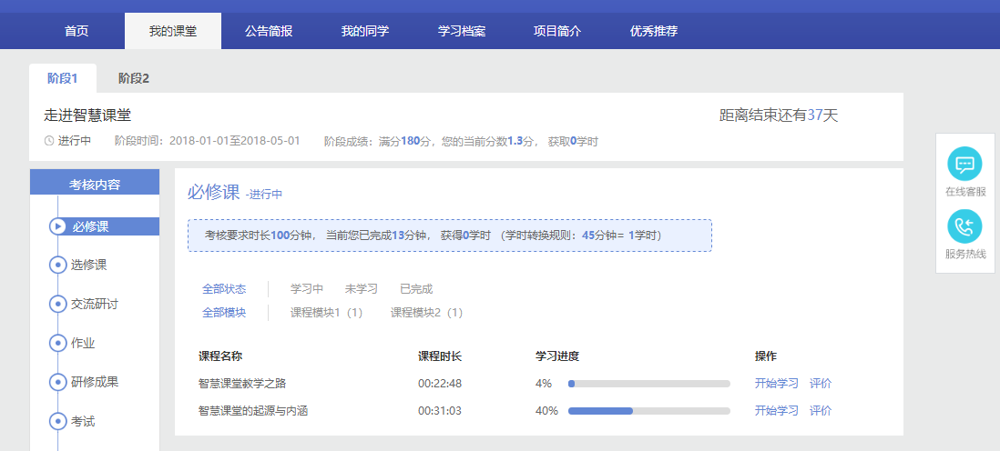 首页 我的课堂 公告简报 我的同学 学习档案 项目简介 优秀推荐
阶段1 阶段2
走进智慧课堂 距离结束还有37天
进行中 阶段时间：2018-01-01至2018-05-01 阶段成绩：满分180分，您的当前分数1.3分， 获取0学时
考核内容
必修课
选修课
交流研讨
作业
研修成果
考试
必修课 -进行中
考核要求时长100分钟， 当前您已完成13分钟， 获得0学时 （学时转换规则：45分钟= 1学时）
全部状态 学习中 未学习 已完成
全部模块 课程模块1（1） 课程模块2（1）
课程名称 课程时长 学习进度 操作
智慧课堂教学之路 00:22:48 4% 开始学习 评价
智慧课堂的起源与内涵 00:31:03 40% 开始学习 评价
在线客服
服务热线